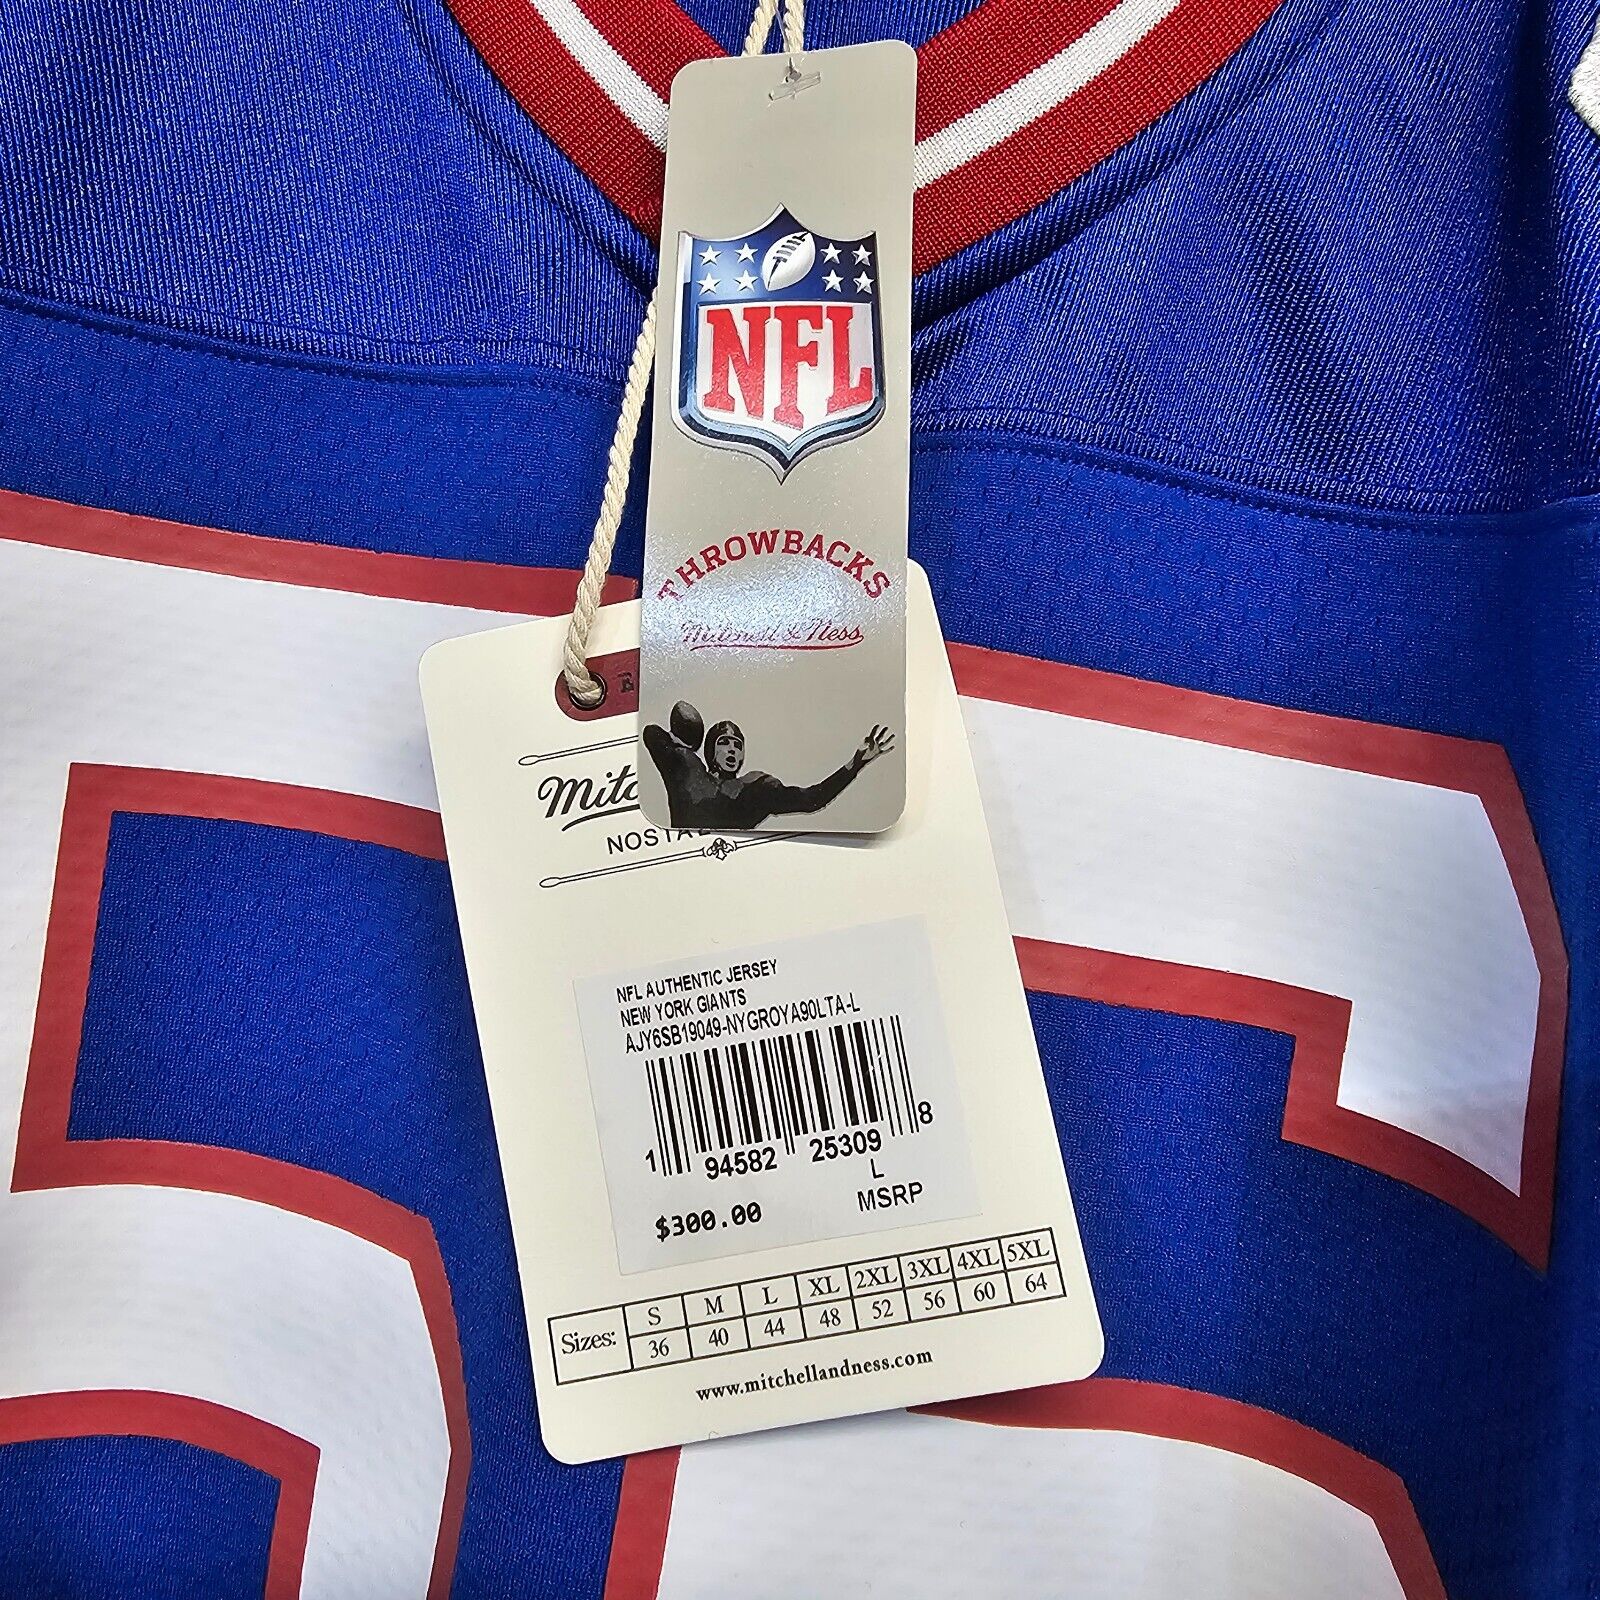 NFL
THROWBACKS
Mitchell & Ness
NFL AUTHENTIC JERSEY
NEW YORK GIANTS
AJY6SB19049-NYGROYA90LTA-L
1 94582 25309 8
L
$300.00 MSRP
Sizes: S M L XL 2XL 3XL 4XL 5XL
36 40 44 48 52 56 60 64
www.mitchellandness.com